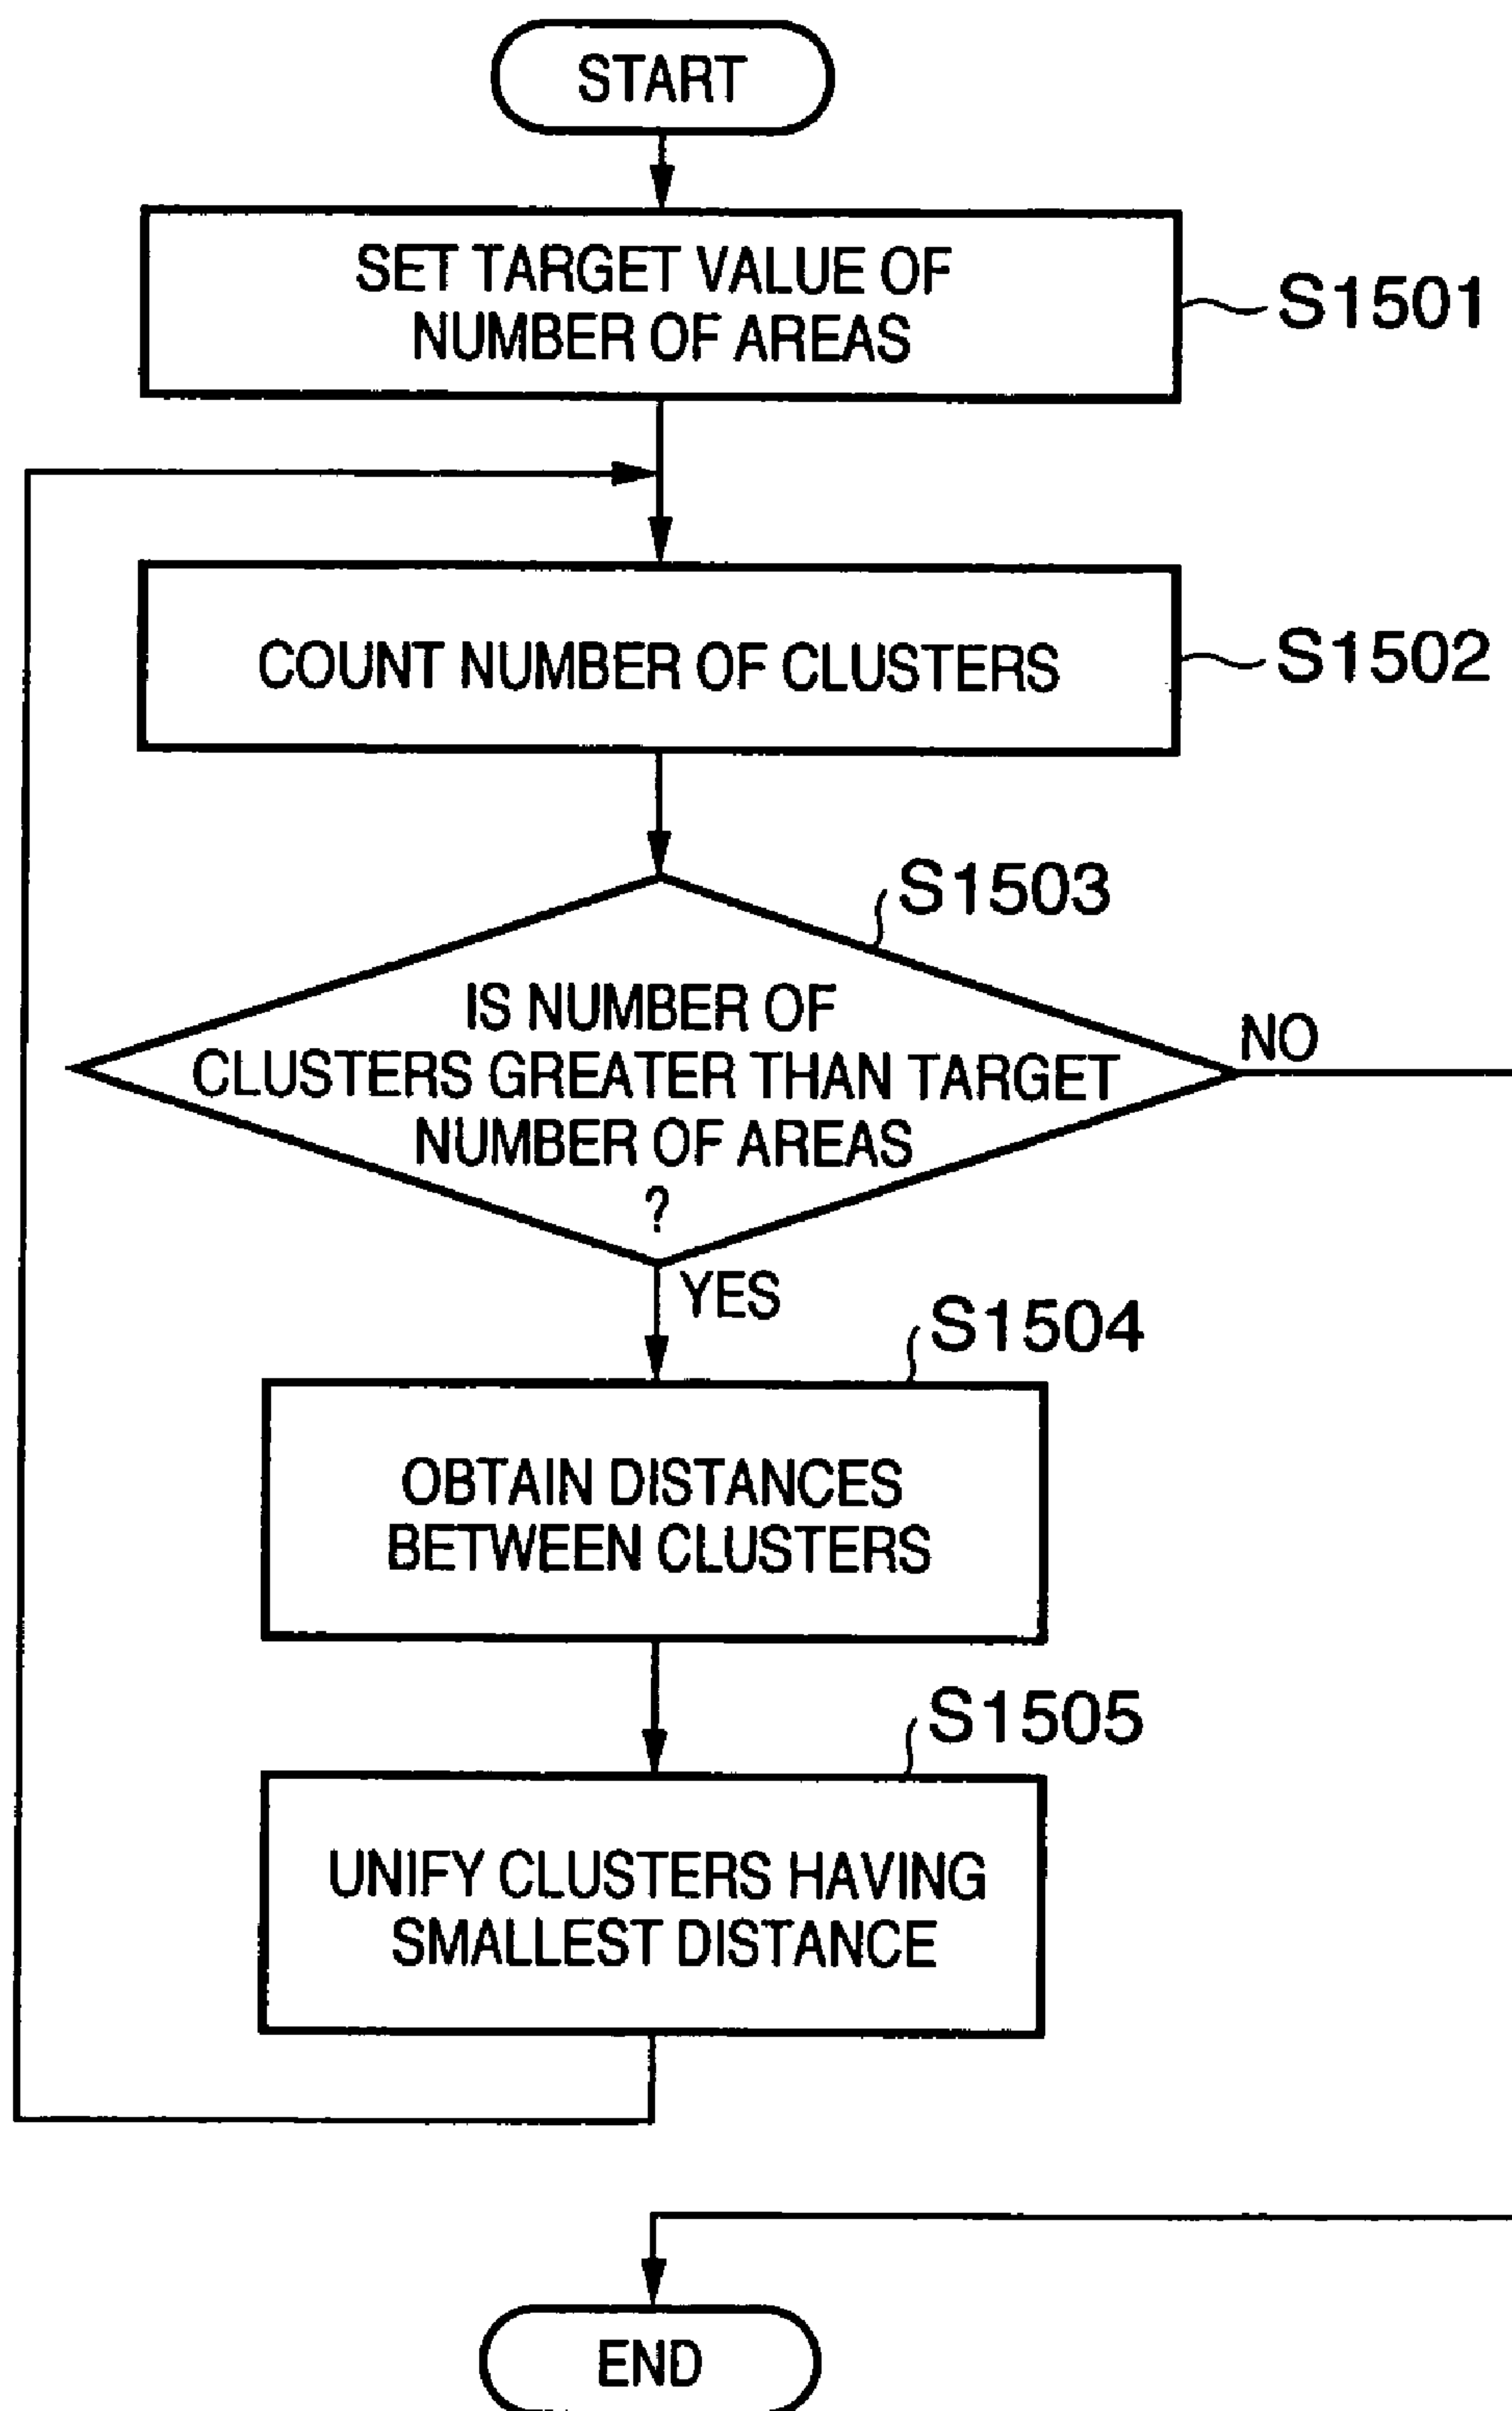 START
SET TARGET VALUE OF
NUMBER OF AREAS
S1501
COUNT NUMBER OF CLUSTERS
S1502
S1503
IS NUMBER OF
CLUSTERS GREATER THAN TARGET
NUMBER OF AREAS
?
NO
YES
S1504
OBTAIN DISTANCES
BETWEEN CLUSTERS
S1505
UNIFY CLUSTERS HAVING
SMALLEST DISTANCE
END